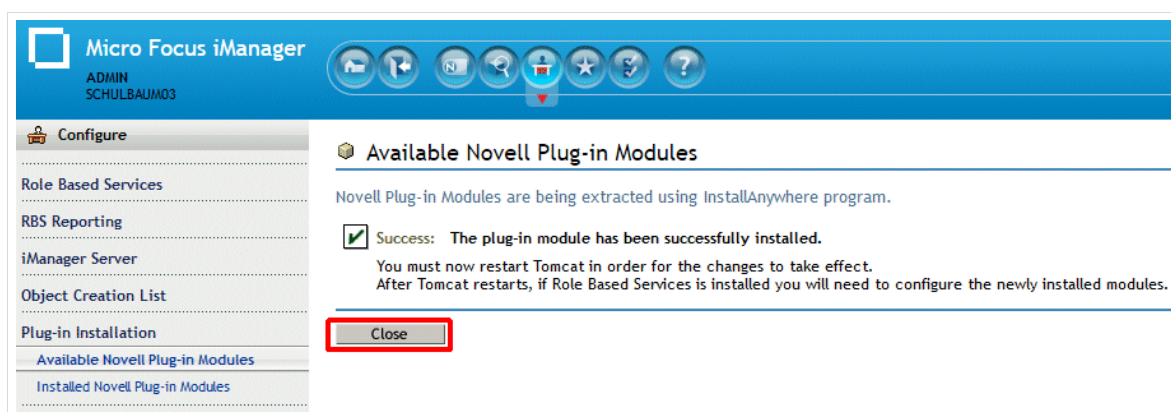 Micro Focus iManager
ADMIN
SCHULBAUM03
N
?
Configure
Role Based Services
RBS Reporting
iManager Server
Object Creation List
Plug-in Installation
Available Novell Plug-in Modules
Installed Novell Plug-in Modules
Available Novell Plug-in Modules
Novell Plug-in Modules are being extracted using InstallAnywhere program.
Success: The plug-in module has been successfully installed.
You must now restart Tomcat in order for the changes to take effect.
After Tomcat restarts, if Role Based Services is installed you will need to configure the newly installed modules.
Close